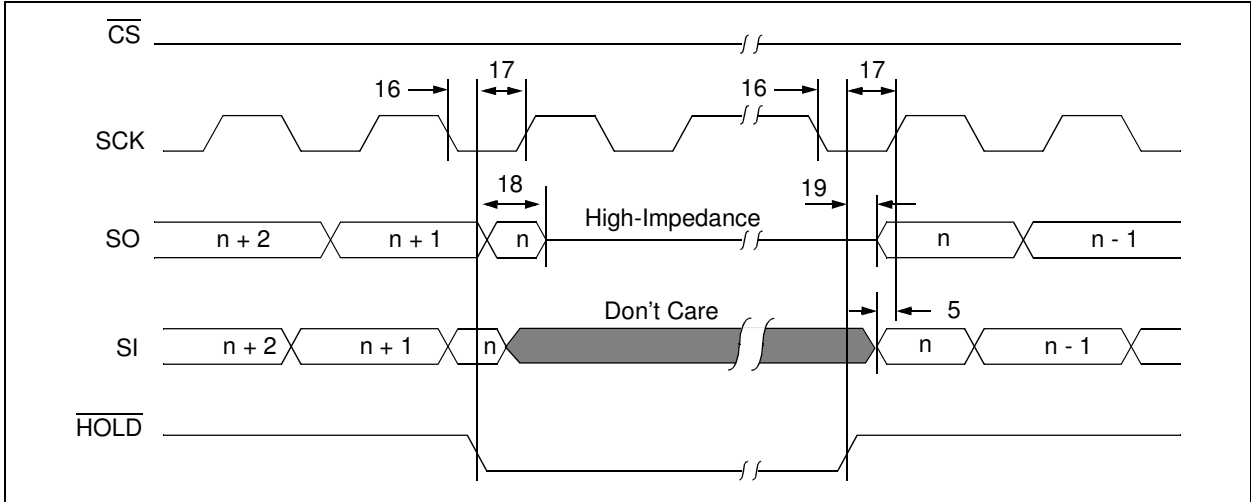 CS
17
17
16
16
SCK
18
19
High-Impedance
SO
n + 2
n + 1
n
n
n - 1
Don't Care
5
SI
n + 2
n + 1
n
n
n - 1
HOLD